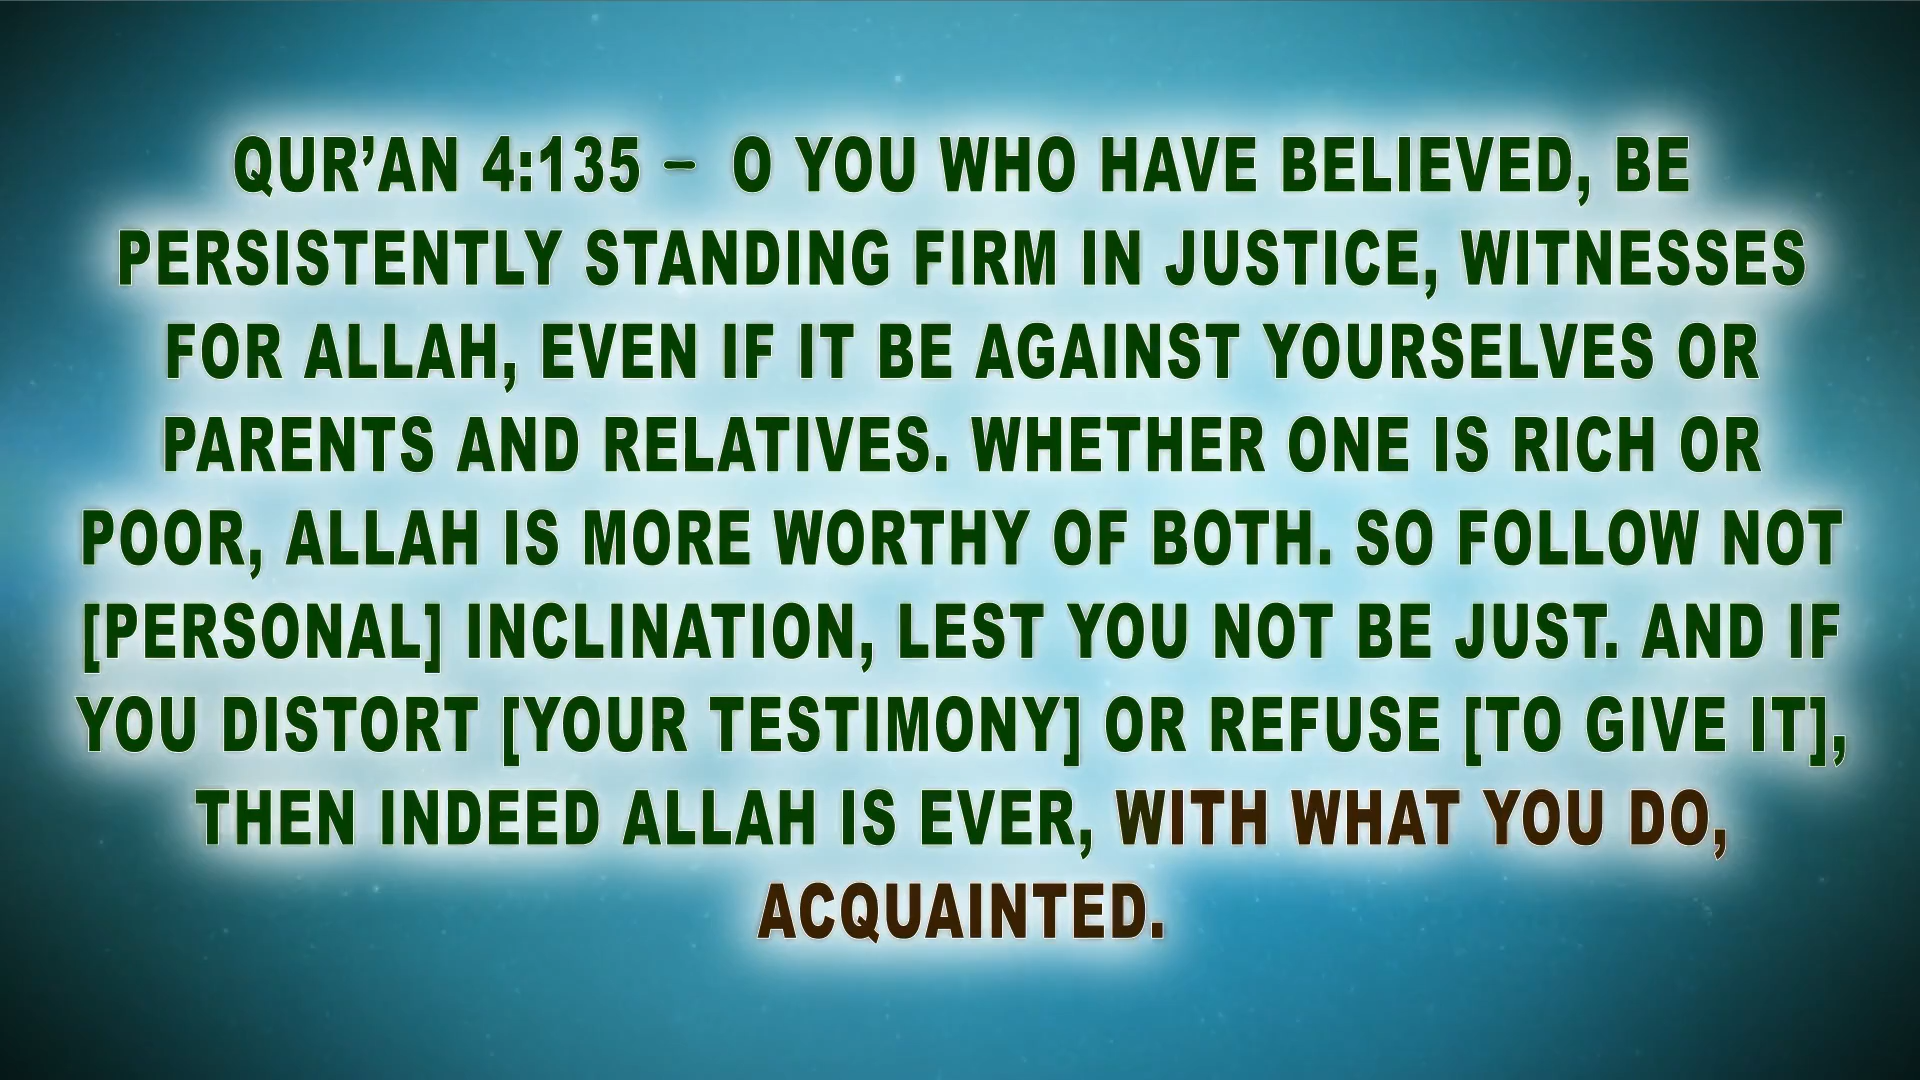 QUR’AN 4:135 – O YOU WHO HAVE BELIEVED, BE
PERSISTENTLY STANDING FIRM IN JUSTICE, WITNESSES
FOR ALLAH, EVEN IF IT BE AGAINST YOURSELVES OR
PARENTS AND RELATIVES. WHETHER ONE IS RICH OR
POOR, ALLAH IS MORE WORTHY OF BOTH. SO FOLLOW NOT
[PERSONAL] INCLINATION, LEST YOU NOT BE JUST. AND IF
YOU DISTORT [YOUR TESTIMONY] OR REFUSE [TO GIVE IT],
THEN INDEED ALLAH IS EVER, WITH WHAT YOU DO,
ACQUAINTED.